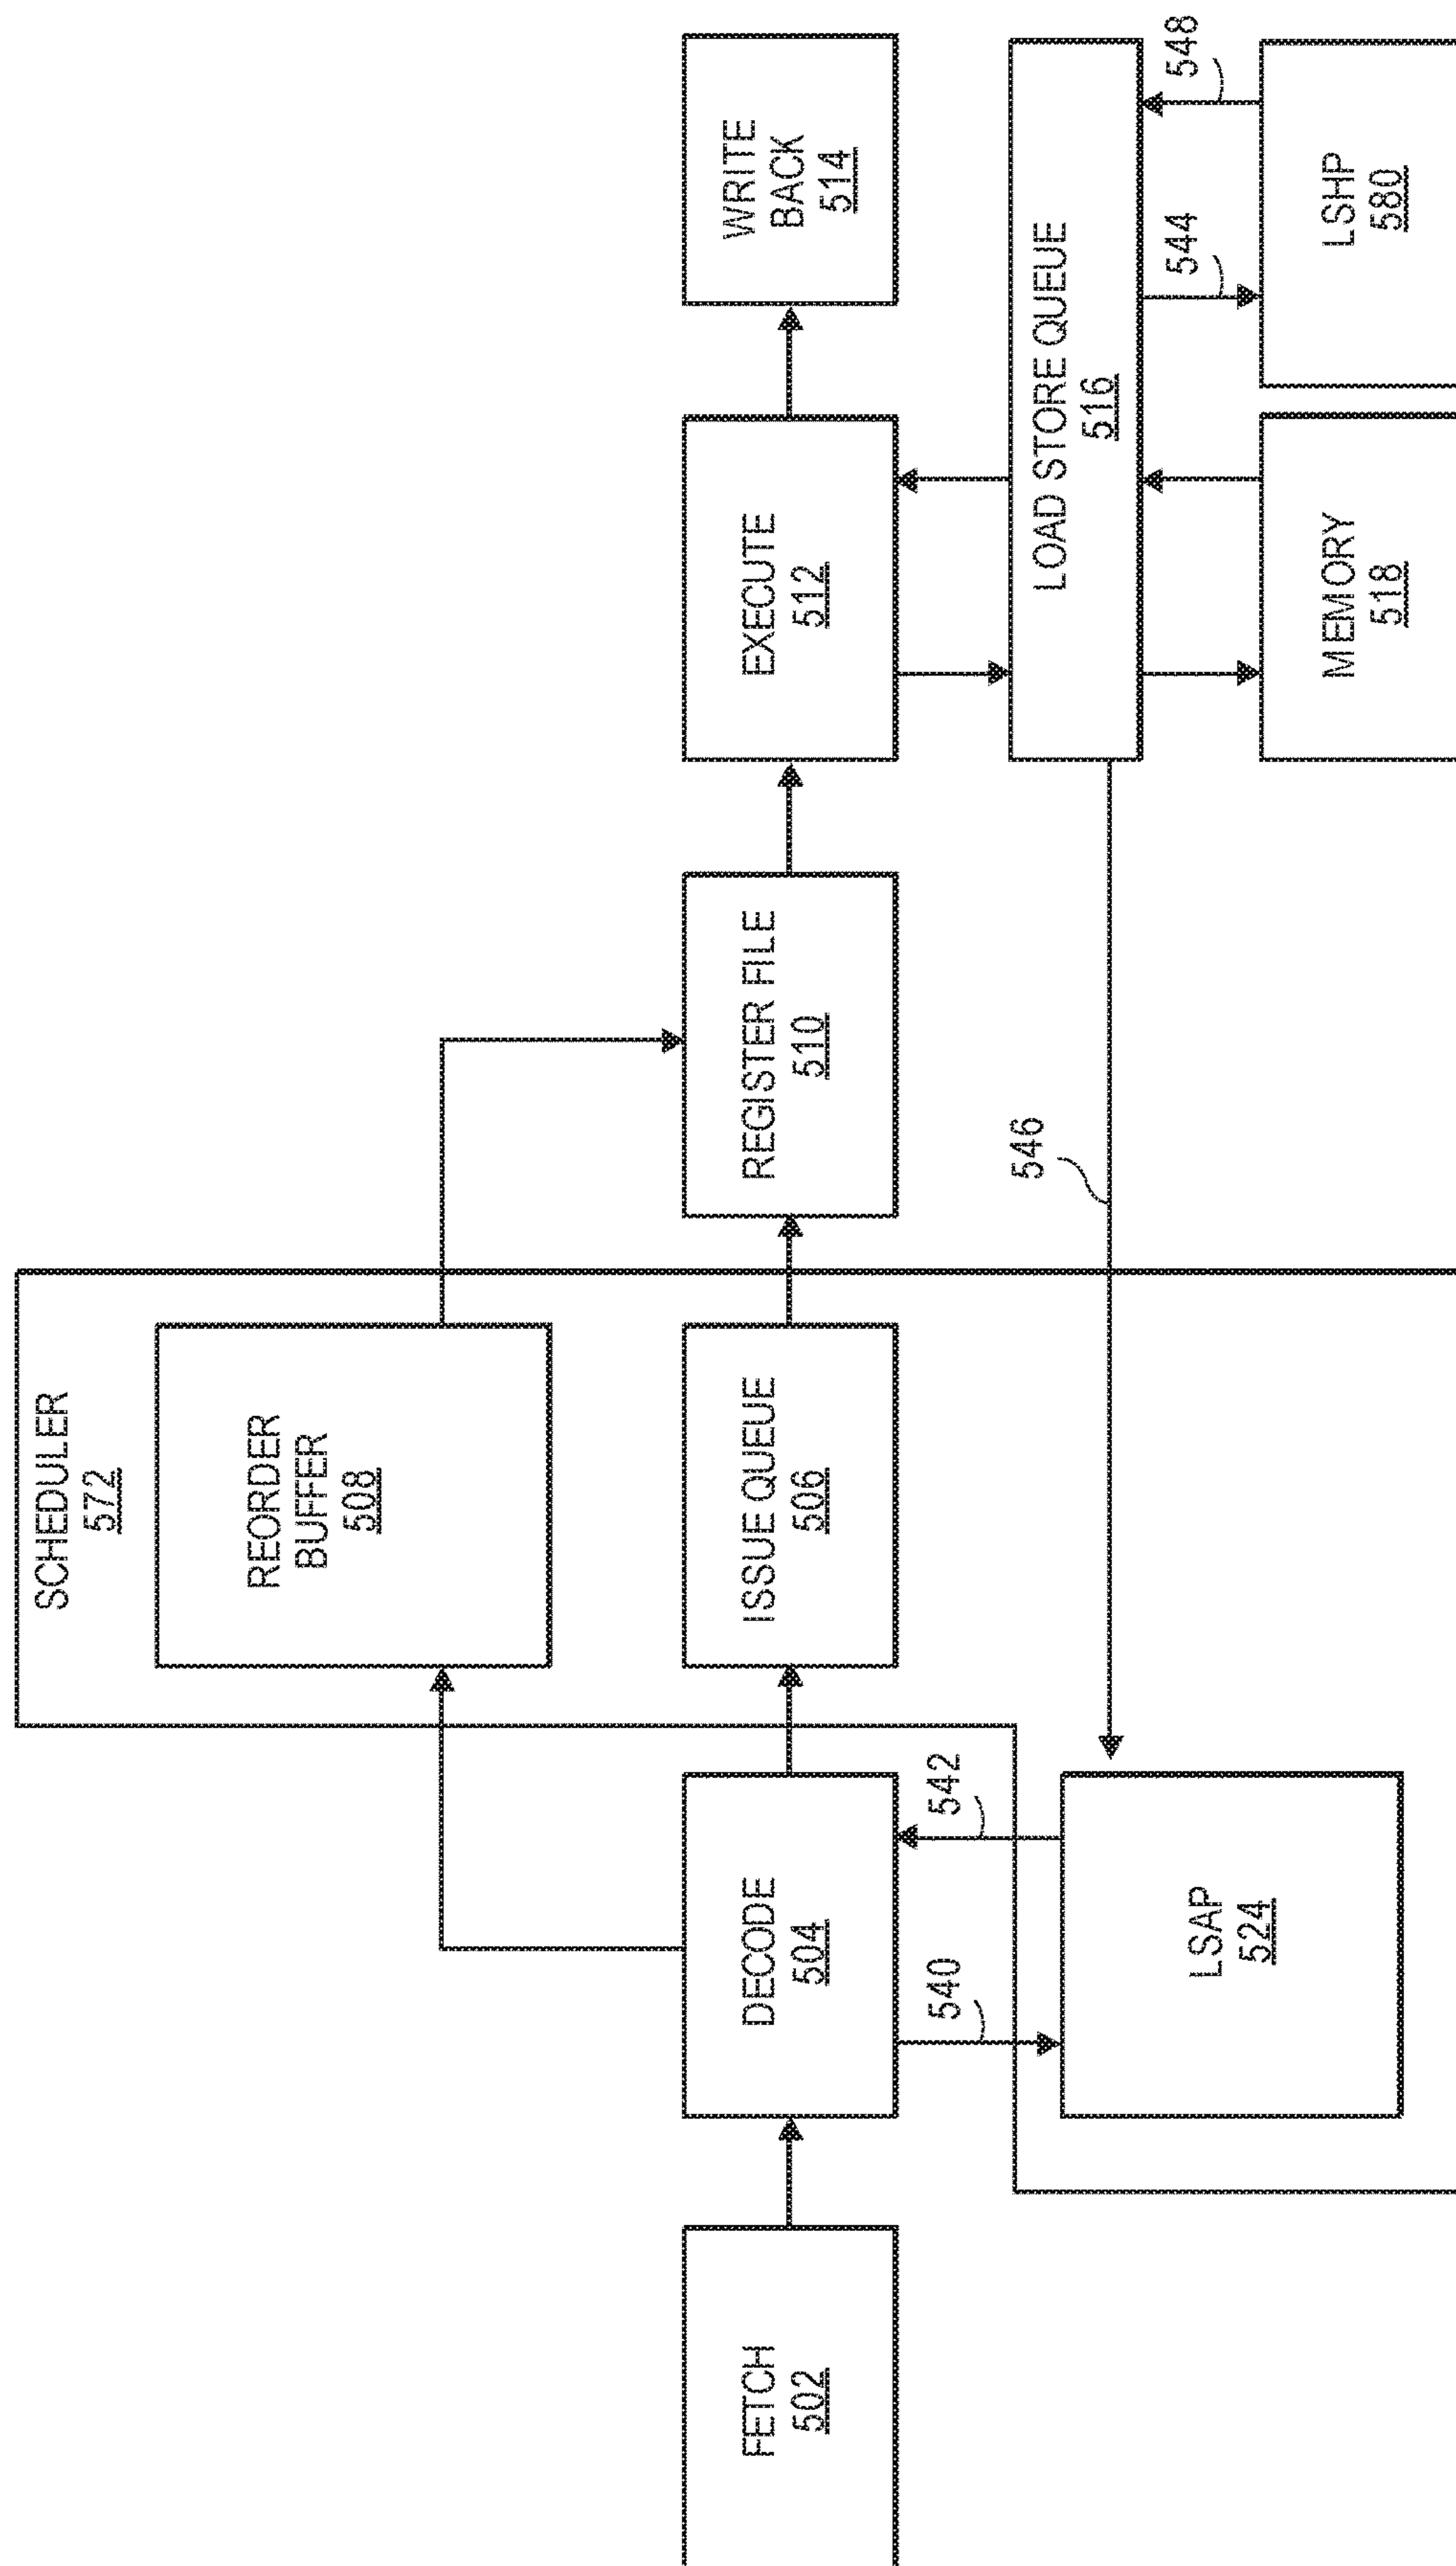 SCHEDULER
572
REORDER
BUFFER
508
FETCH
502
DECODE
504
ISSUE QUEUE
506
REGISTER FILE
510
EXECUTE
512
WRITE
BACK
514
540
542
546
LOAD STORE QUEUE
516
544
548
LSAP
524
MEMORY
518
LSHP
580